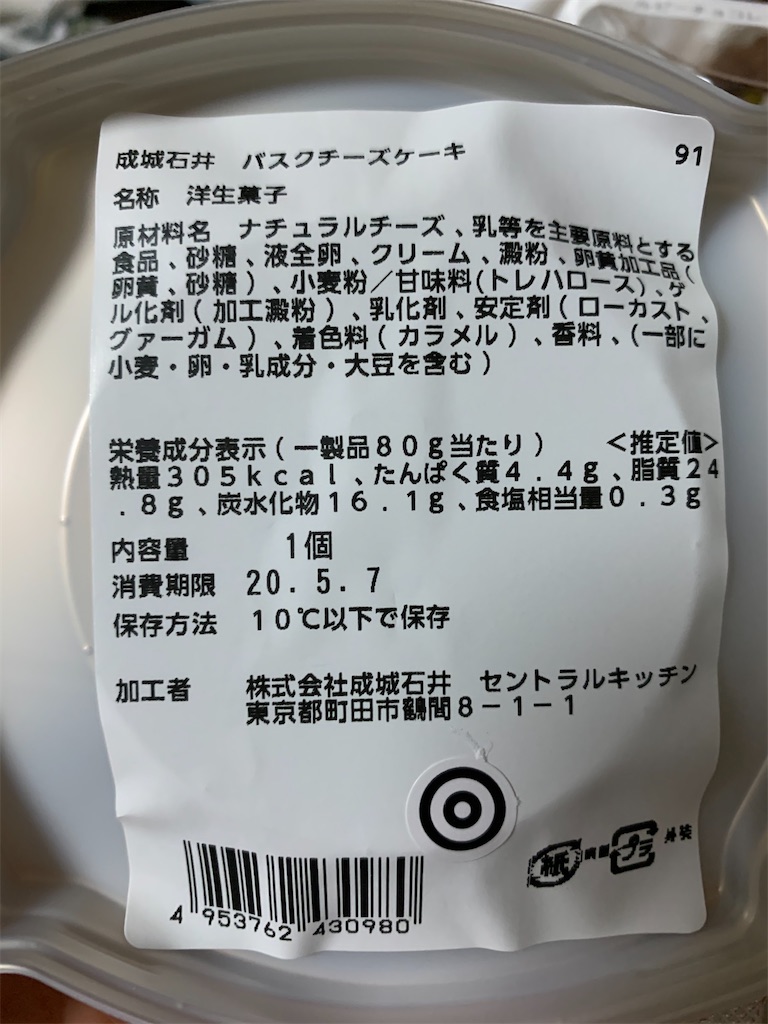 成城石井 バスクチーズケーキ 91
名称 洋生菓子
原材料名 ナチュラルチーズ、乳等を主要原料とする
食品、砂糖、液全卵、クリーム、澱粉、卵黄加工品(
卵黄、砂糖)、小麦粉/甘味料(トレハロース)、ゲ
ル化剤(加工澱粉)、乳化剤、安定剤(ローカスト、
グァーガム)、着色料(カラメル)、香料、(一部に
小麦・卵・乳成分・大豆を含む)
栄養成分表示(一製品80g当たり) <推定値>
熱量305kcal、たんぱく質4.4g、脂質24
.8g、炭水化物16.1g、食塩相当量0.3g
内容量 1個
消費期限 20.5.7
保存方法 10℃以下で保存
加工者 株式会社成城石井 セントラルキッチン
東京都町田市鶴間8-1-1
紙 プラ 外装
4 953762 430980